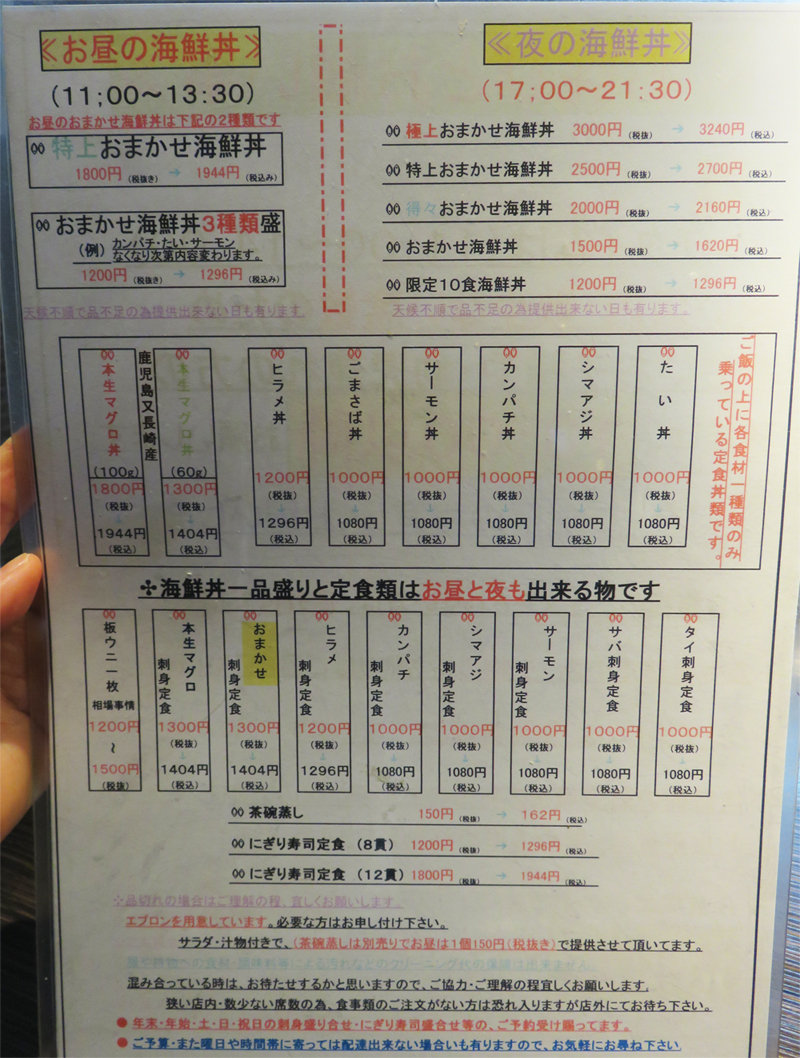 ≪お昼の海鮮丼≫
(11;00〜13:30)
お昼のおまかせ海鮮丼は下記の2種類です
特上おまかせ海鮮丼
1800円(税抜き) → 1944円(税込み)
おまかせ海鮮丼3種類盛
(例) カンパチ・たい・サーモン
なくなり次第内容変わります。
1200円(税抜き) → 1296円(税込み)
天候不順で品不足の為提供出来ない日も有ります。
≪夜の海鮮丼≫
(17;00〜21:30)
極上おまかせ海鮮丼 3000円(税抜) → 3240円(税込)
特上おまかせ海鮮丼 2500円(税抜) → 2700円(税込)
得々おまかせ海鮮丼 2000円(税抜) → 2160円(税込)
おまかせ海鮮丼 1500円(税抜) → 1620円(税込)
限定10食海鮮丼 1200円(税抜) → 1296円(税込)
天候不順で品不足の為提供出来ない日も有ります。
ご飯の上に各食材一種類のみ
乗っている定食丼類です。
たい丼 1000円(税抜) ↓ 1080円(税込)
シマアジ丼 1000円(税抜) ↓ 1080円(税込)
カンパチ丼 1000円(税抜) ↓ 1080円(税込)
サーモン丼 1000円(税抜) ↓ 1080円(税込)
ごまさば丼 1000円(税抜) ↓ 1080円(税込)
ヒラメ丼 1200円(税抜) ↓ 1296円(税込)
本生マグロ丼 (60g) 1300円(税抜) ↓ 1404円(税込)
鹿児島又長崎産
本生マグロ丼 (100g) 1800円(税抜) ↓ 1944円(税込)
✣海鮮丼一品盛りと定食類はお昼と夜も出来る物です
タイ刺身定食 1000円(税抜) ↓ 1080円(税込)
サバ刺身定食 1000円(税抜) ↓ 1080円(税込)
サーモン刺身定食 1000円(税抜) ↓ 1080円(税込)
シマアジ刺身定食 1000円(税抜) ↓ 1080円(税込)
カンパチ刺身定食 1000円(税抜) ↓ 1080円(税込)
ヒラメ刺身定食 1200円(税抜) ↓ 1296円(税込)
おまかせ刺身定食 1300円(税抜) ↓ 1404円(税込)
本生マグロ刺身定食 1300円(税抜) ↓ 1404円(税込)
板ウニ一枚 相場事情 1200円 〜 1500円(税抜)
茶碗蒸し 150円(税抜) → 162円(税込)
にぎり寿司定食 (8貫) 1200円(税抜) → 1296円(税込)
にぎり寿司定食 (12貫) 1800円(税抜) → 1944円(税込)
✣品切れの場合はご理解の程、宜しくお願いします。
エプロンを用意しています。必要な方はお申し付け下さい。
サラダ・汁物付きで、(茶碗蒸しは別売りでお昼は1個150円(税抜き)で提供させて頂いてます。
混み合っている時は、お待たせするかと思いますので、ご協力・ご理解の程宜しくお願いします.
狭い店内・数少ない席数の為、食事類のご注文がない方は恐れ入りますが店外にてお待ち下さい。
● 年末・年始・土・日・祝日の刺身盛り合せ・にぎり寿司盛合せ等の、ご予約受け賜ってます。
● ご予算・また曜日や時間帯に寄っては配達出来ない場合いも有りますので、お気軽にお尋ね下さい.